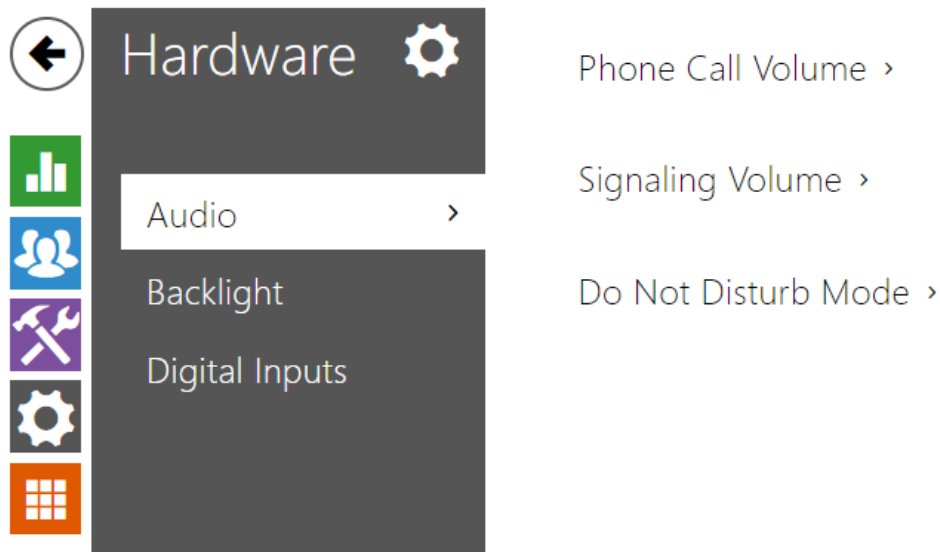 Hardware
Audio
Backlight
Digital Inputs
Phone Call Volume
Signaling Volume
Do Not Disturb Mode